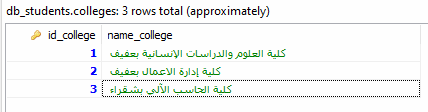 db_students.colleges: 3 rows total (approximately)
id_college name_college
1 كلية العلوم والدراسات الإنسانية بعفيف
2 كلية إدارة الاعمال بعفيف
3 كلية الحاسب الآلي بشقراء